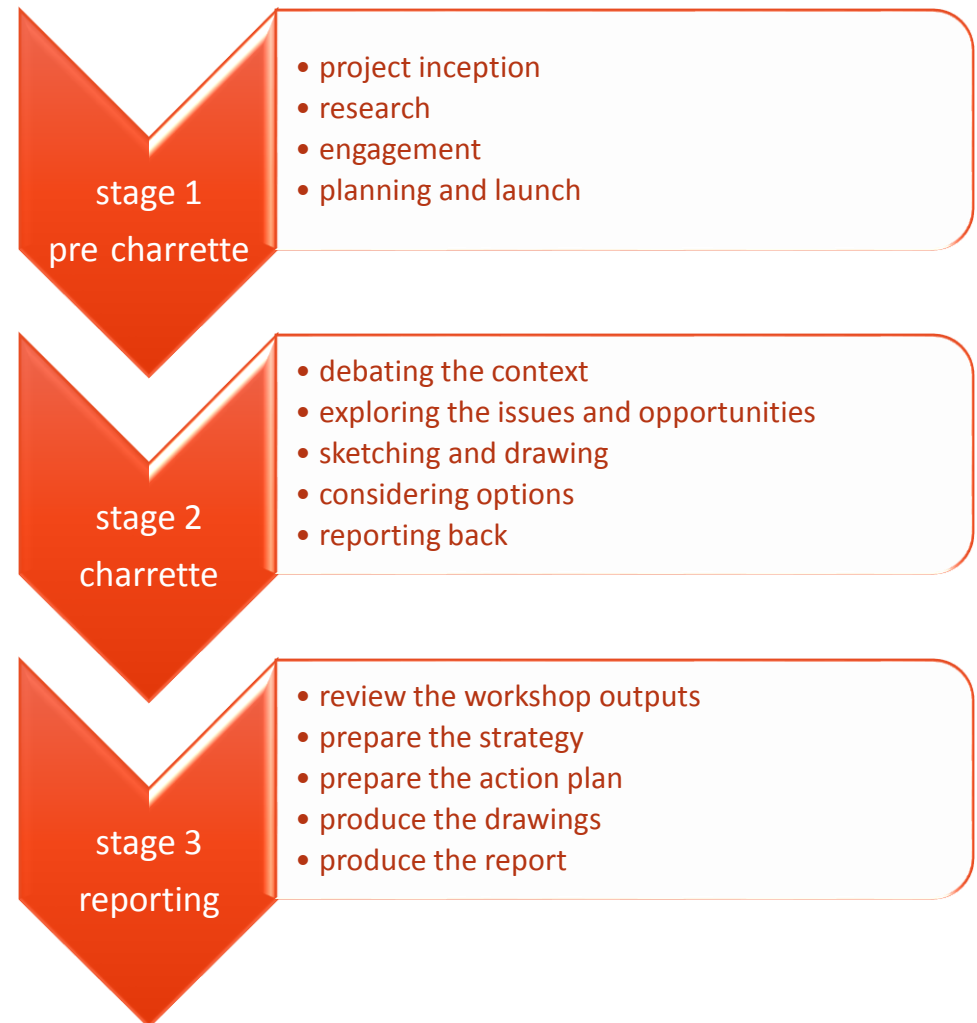 stage 1
pre charrette
• project inception
• research
• engagement
• planning and launch
stage 2
charrette
• debating the context
• exploring the issues and opportunities
• sketching and drawing
• considering options
• reporting back
stage 3
reporting
• review the workshop outputs
• prepare the strategy
• prepare the action plan
• produce the drawings
• produce the report